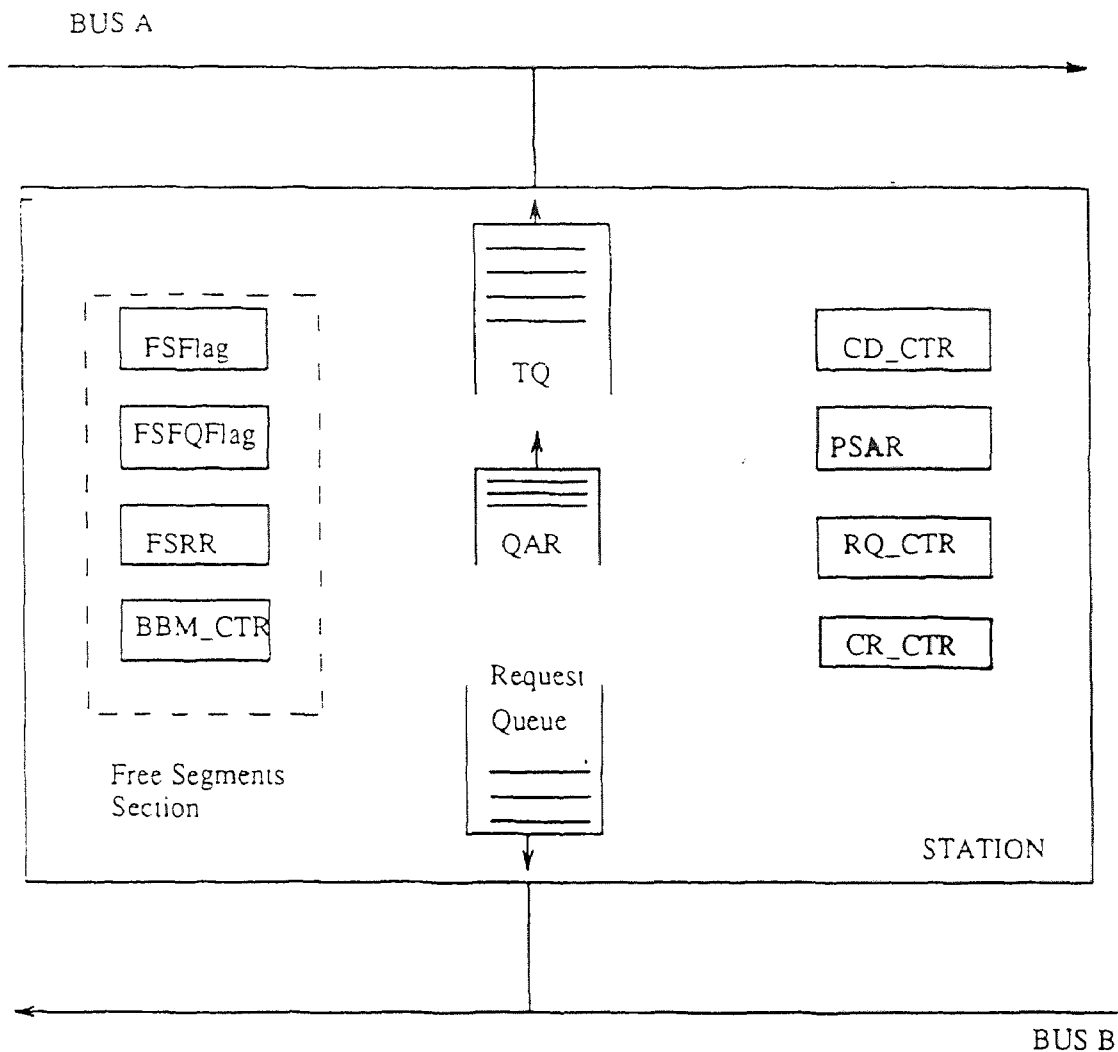 BUS A
FSFlag
FSFQFlag
FSRR
BBM_CTR
Free Segments
Section
TQ
QAR
Request
Queue
CD_CTR
PSAR
RQ_CTR
CR_CTR
STATION
BUS B